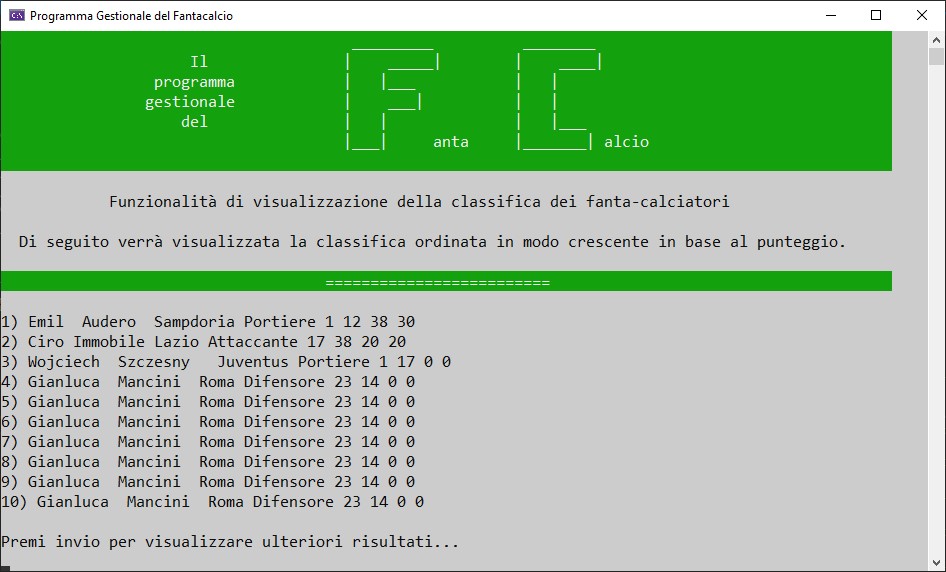 Programma Gestionale del Fantacalcio
Il
programma
gestionale
del
F anta C alcio
Funzionalità di visualizzazione della classifica dei fanta-calciatori
Di seguito verrà visualizzata la classifica ordinata in modo crescente in base al punteggio.
=========================
1) Emil  Audero  Sampdoria Portiere 1 12 38 30
2) Ciro Immobile Lazio Attaccante 17 38 20 20
3) Wojciech  Szczesny   Juventus Portiere 1 17 0 0
4) Gianluca  Mancini  Roma Difensore 23 14 0 0
5) Gianluca  Mancini  Roma Difensore 23 14 0 0
6) Gianluca  Mancini  Roma Difensore 23 14 0 0
7) Gianluca  Mancini  Roma Difensore 23 14 0 0
8) Gianluca  Mancini  Roma Difensore 23 14 0 0
9) Gianluca  Mancini  Roma Difensore 23 14 0 0
10) Gianluca  Mancini  Roma Difensore 23 14 0 0
Premi invio per visualizzare ulteriori risultati...